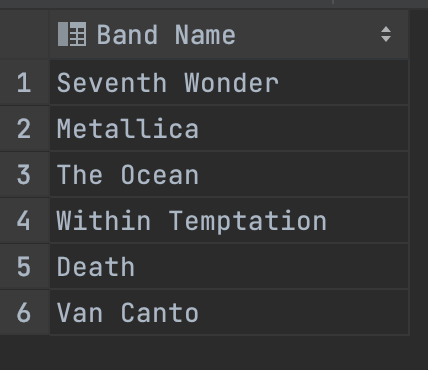 Band Name
1 Seventh Wonder
2 Metallica
3 The Ocean
4 Within Temptation
5 Death
6 Van Canto